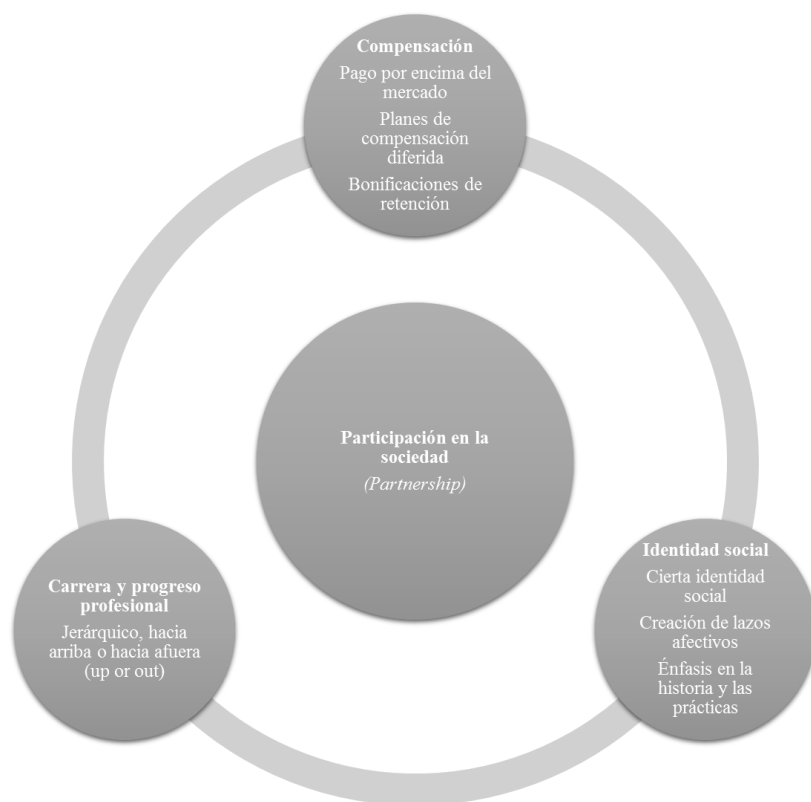 Compensación
Pago por encima del
mercado
Planes de
compensación
diferida
Bonificaciones de
retención
Participación en la
sociedad
(Partnership)
Carrera y progreso
profesional
Jerárquico, hacia
arriba o hacia afuera
(up or out)
Identidad social
Cierta identidad
social
Creación de lazos
afectivos
Énfasis en la
historia y las
prácticas